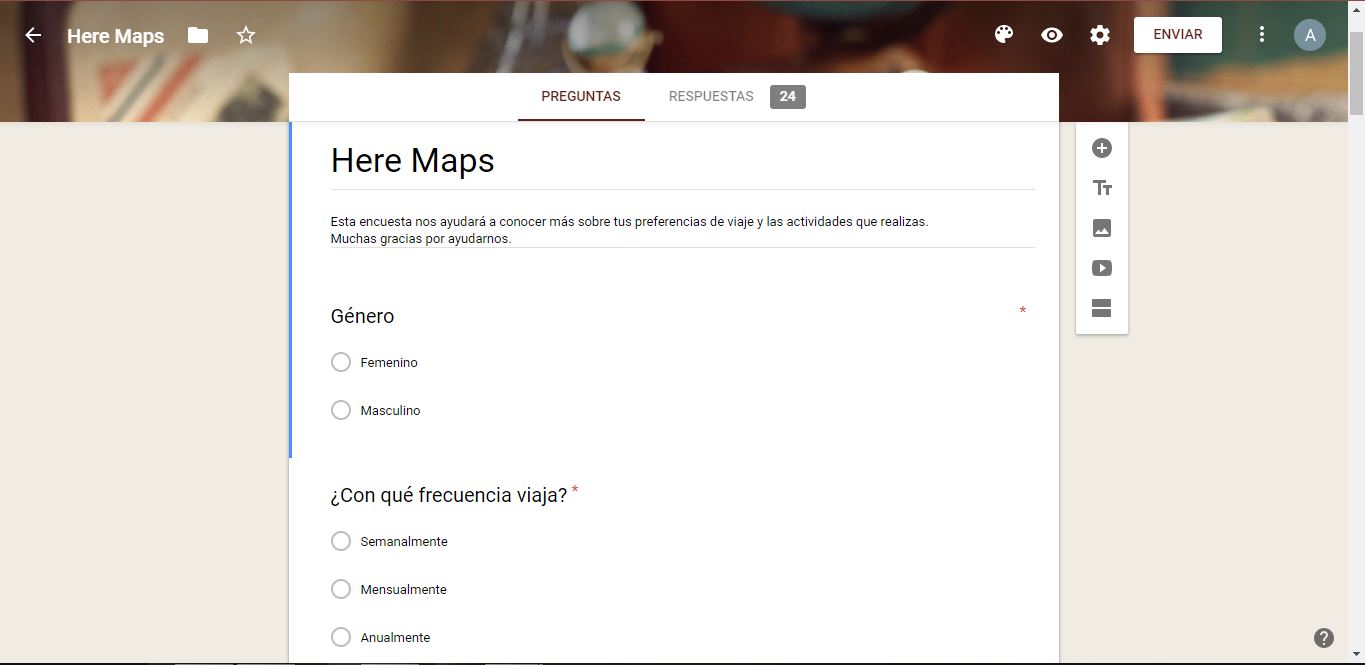 Here Maps
ENVIAR
A
PREGUNTAS
RESPUESTAS 24
Here Maps
Esta encuesta nos ayudará a conocer más sobre tus preferencias de viaje y las actividades que realizas.
Muchas gracias por ayudarnos.
Género *
Femenino
Masculino
¿Con qué frecuencia viaja? *
Semanalmente
Mensualmente
Anualmente